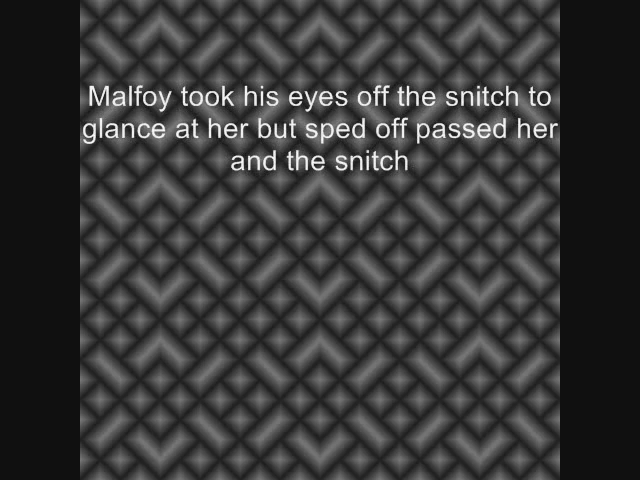 Malfoy took his eyes off the snitch to
glance at her but sped off passed her
and the snitch